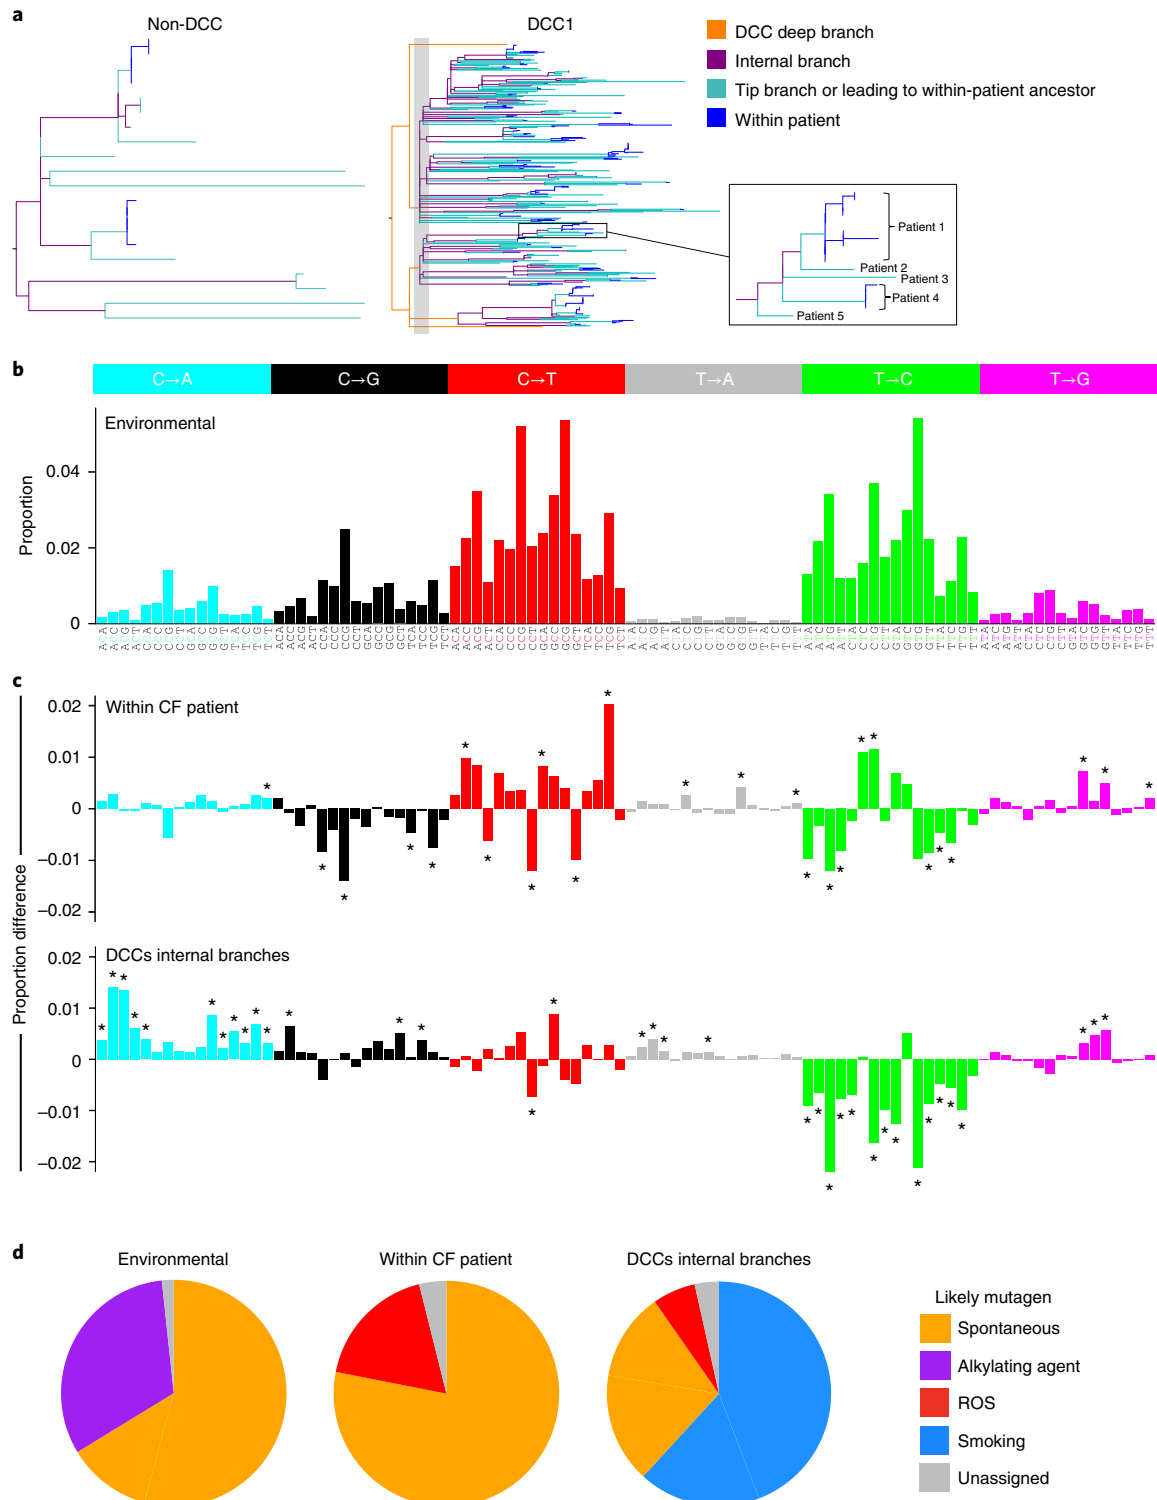 a
Non-DCC
DCC1
DCC deep branch
Internal branch
Tip branch or leading to within-patient ancestor
Within patient
Patient 1
Patient 2
Patient 3
Patient 4
Patient 5
b
C→A
C→G
C→T
T→A
T→C
T→G
Environmental
Proportion
0.04
0.02
0
c
Proportion difference
Within CF patient
0.02
0.01
0
−0.01
−0.02
DCCs internal branches
0.02
0.01
0
−0.01
−0.02
d
Environmental
Within CF patient
DCCs internal branches
Likely mutagen
Spontaneous
Alkylating agent
ROS
Smoking
Unassigned